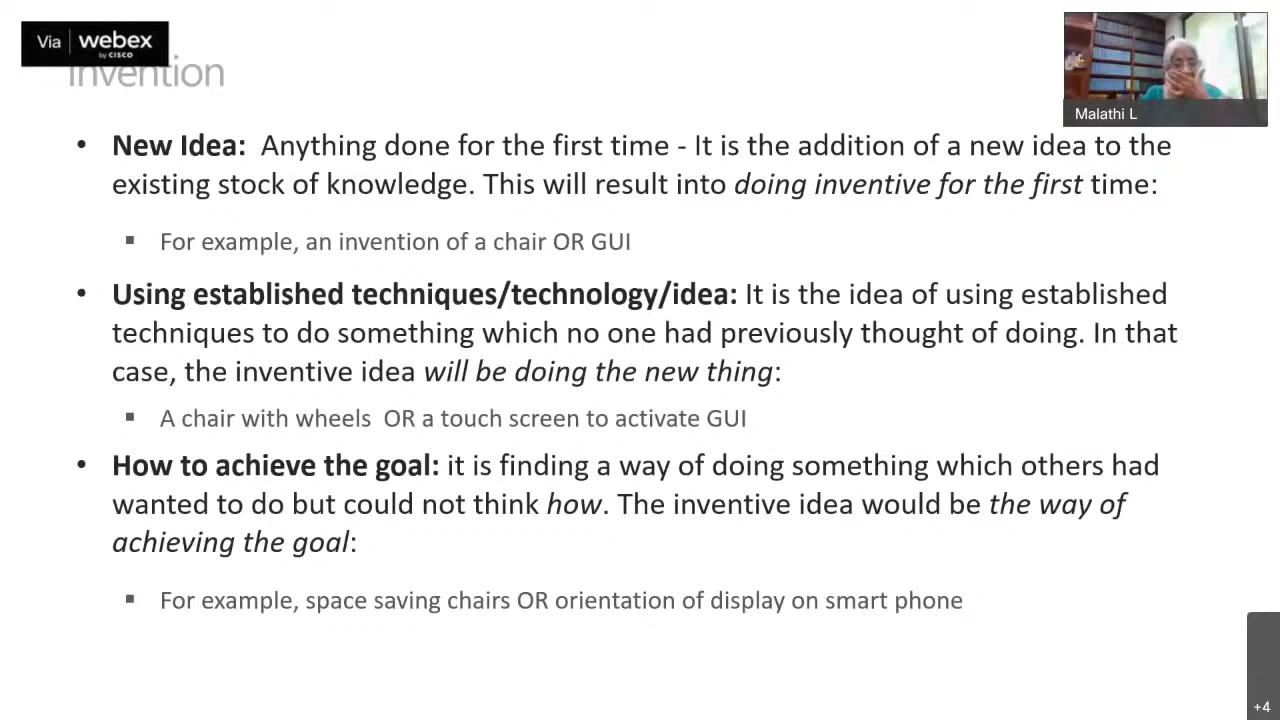 Via webex
by CISCO
Invention
Malathi L
• New Idea: Anything done for the first time - It is the addition of a new idea to the
existing stock of knowledge. This will result into doing inventive for the first time:
▪ For example, an invention of a chair OR GUI
• Using established techniques/technology/idea: It is the idea of using established
techniques to do something which no one had previously thought of doing. In that
case, the inventive idea will be doing the new thing:
▪ A chair with wheels OR a touch screen to activate GUI
• How to achieve the goal: it is finding a way of doing something which others had
wanted to do but could not think how. The inventive idea would be the way of
achieving the goal:
▪ For example, space saving chairs OR orientation of display on smart phone
+4